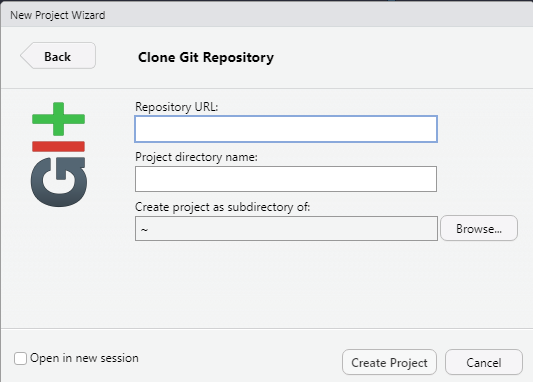 New Project Wizard
Back
Clone Git Repository
Repository URL:
git
Project directory name:
Create project as subdirectory of:
~
Browse...
Open in new session
Create Project
Cancel